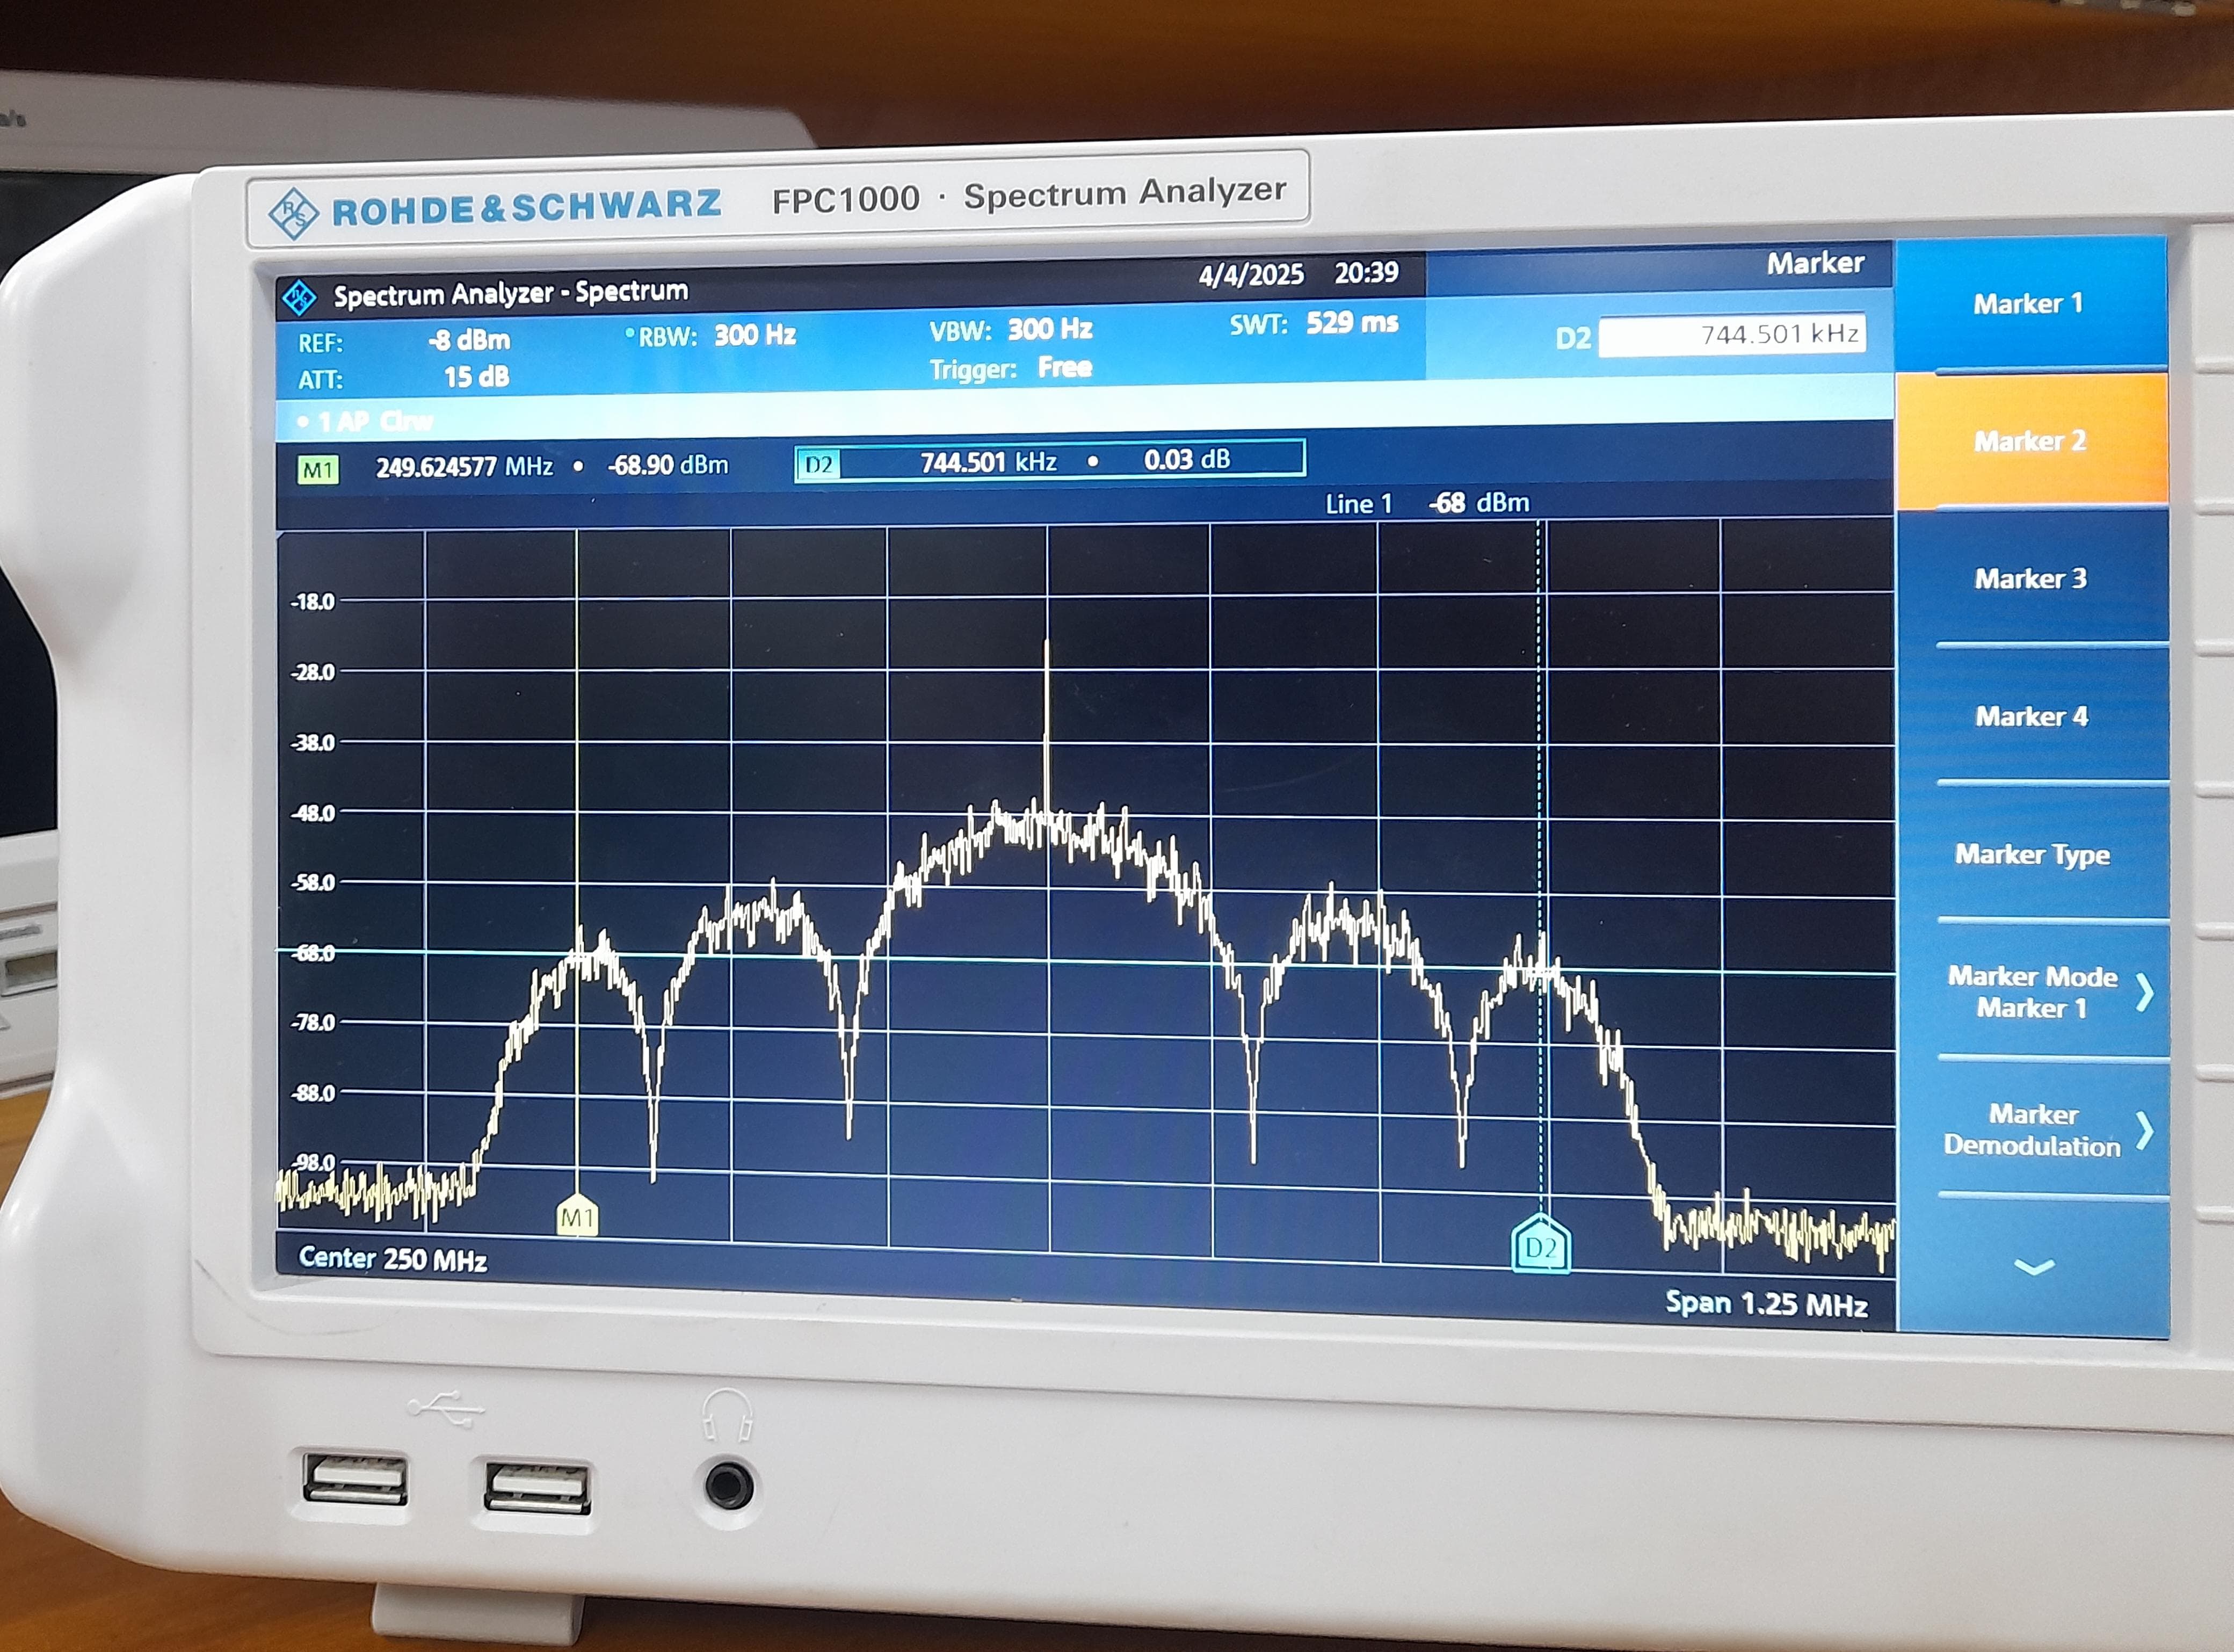 ROHDE&SCHWARZ FPC1000 · Spectrum Analyzer
Spectrum Analyzer - Spectrum 4/4/2025 20:39 Marker
REF: -8 dBm RBW: 300 Hz VBW: 300 Hz SWT: 529 ms D2 744.501 kHz
ATT: 15 dB Trigger: Free
1 AP Clrw
M1 249.624577 MHz • -68.90 dBm D2 744.501 kHz • 0.03 dB
Line 1 -68 dBm
-18.0
-28.0
-38.0
-48.0
-58.0
-68.0
-78.0
-88.0
-98.0
M1
D2
Center 250 MHz
Span 1.25 MHz
Marker 1
Marker 2
Marker 3
Marker 4
Marker Type
Marker Mode
Marker 1
Marker
Demodulation